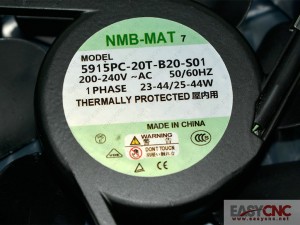 NMB-MAT 7
MODEL
5915PC-20T-B20-S01
200-240V ~AC 50/60HZ
1 PHASE 23-44/25-44W
THERMALLY PROTECTED 屋内用
WARNING
DON'T TOUCH
MADE IN CHINA
EASYCNC